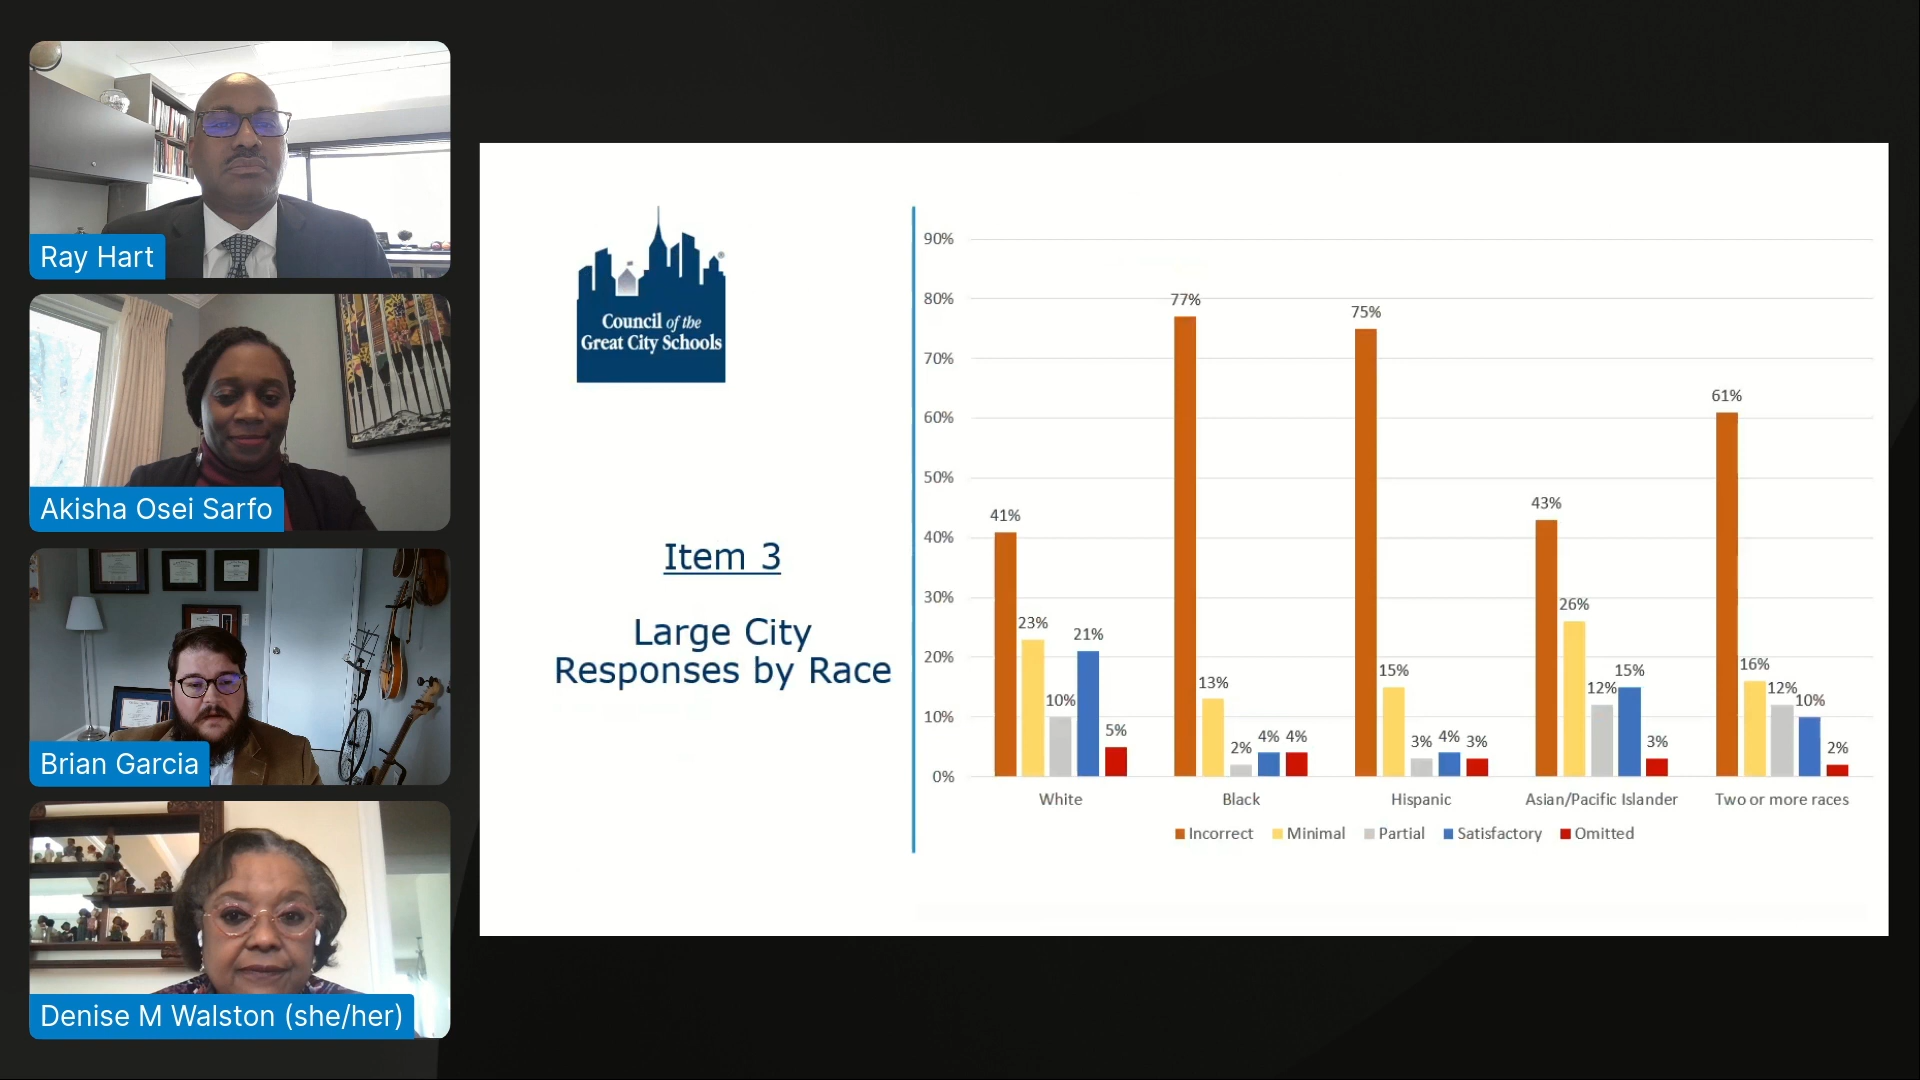 Ray Hart
Akisha Osei Sarfo
Brian Garcia
Denise M Walston (she/her)
Council of the
Great City Schools
®
Item 3
Large City
Responses by Race
90%
80%
70%
60%
50%
40%
30%
20%
10%
0%
41%
23%
10%
21%
5%
77%
13%
2%
4%
4%
75%
15%
3%
4%
3%
43%
26%
12%
15%
3%
61%
16%
12%
10%
2%
White
Black
Hispanic
Asian/Pacific Islander
Two or more races
Incorrect
Minimal
Partial
Satisfactory
Omitted